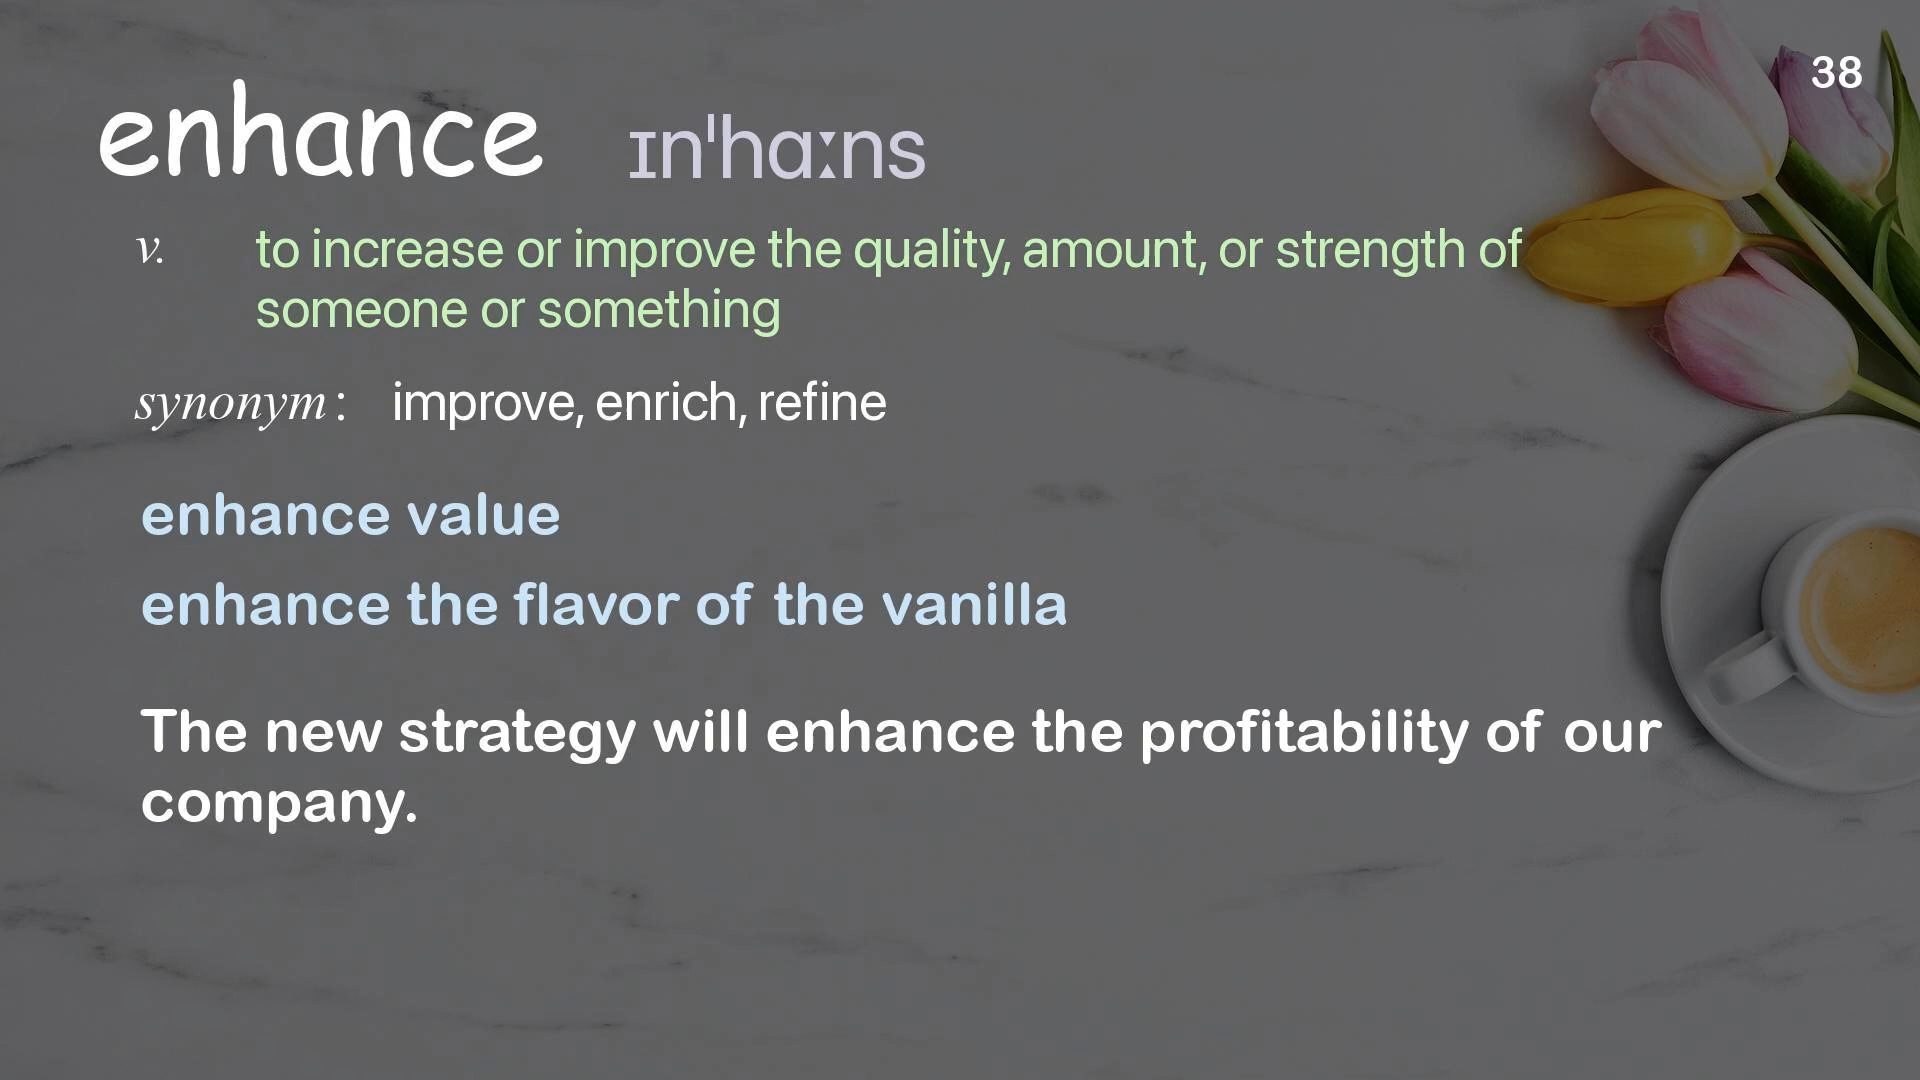 38
enhance ɪnˈhɑːns
v. to increase or improve the quality, amount, or strength of
someone or something
synonym : improve, enrich, refine
enhance value
enhance the flavor of the vanilla
The new strategy will enhance the profitability of our
company.